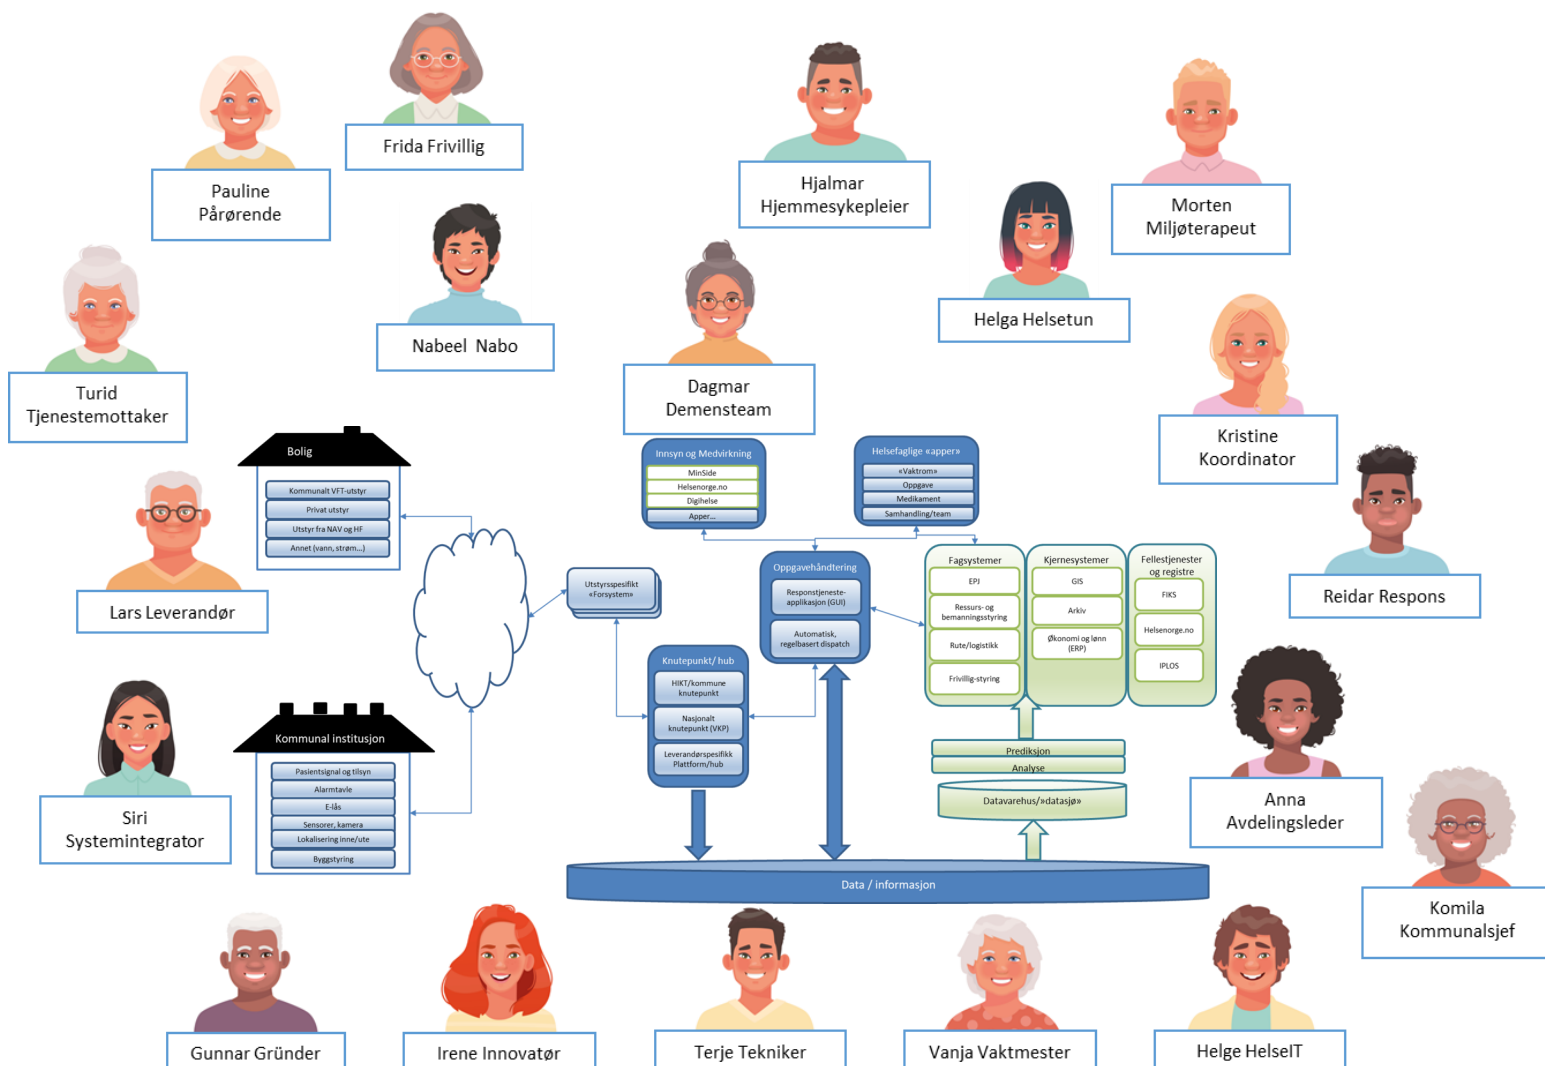 Frida Frivillig
Pauline
Pårørende
Hjalmar
Hjemmesykepleier
Morten
Miljøterapeut
Helga Helsetun
Nabeel  Nabo
Turid
Tjenestemottaker
Dagmar
Demensteam
Kristine
Koordinator
Lars Leverandør
Reidar Respons
Bolig
Kommunalt VFT-utstyr
Privat utstyr
Utstyr fra NAV og HF
Annet (vann, strøm…)
Innsyn og Medvirkning
MinSide
Helsenorge.no
Digihelse
Apper…
Helsefaglige «apper»
«Vaktrom»
Oppgave
Medikament
Samhandling/team
Utstyrsspesifikt
«Forsystem»
Oppgavehåndtering
Responstjeneste-
applikasjon (GUI)
Automatisk,
regelbasert dispatch
Fagsystemer
EPJ
Ressurs- og
bemanningsstyring
Rute/logistikk
Frivillig-styring
Kjernesystemer
GIS
Arkiv
Økonomi og lønn
(ERP)
Fellestjenester
og registre
FIKS
Helsenorge.no
IPLOS
Knutepunkt/ hub
HIKT/kommune
knutepunkt
Nasjonalt
knutepunkt (VKP)
Leverandørspesifikk
Plattform/hub
Kommunal institusjon
Pasientsignal og tilsyn
Alarmtavle
E-lås
Sensorer, kamera
Lokalisering inne/ute
Byggstyring
Prediksjon
Analyse
Datavarehus/»datasjø»
Data / informasjon
Siri
Systemintegrator
Anna
Avdelingsleder
Komila
Kommunalsjef
Gunnar Gründer
Irene Innovatør
Terje Tekniker
Vanja Vaktmester
Helge HelseIT